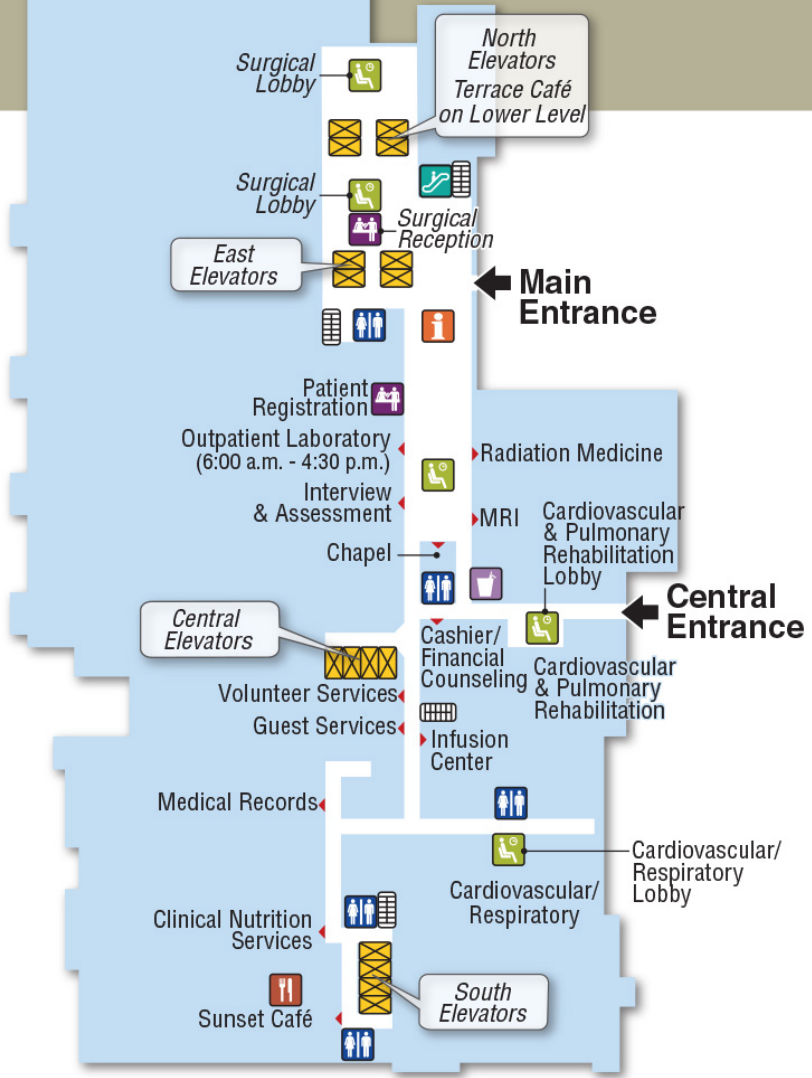 North
Elevators
Terrace Café
on Lower Level
Surgical
Lobby
Surgical
Lobby
Surgical
Reception
East
Elevators
Main
Entrance
Patient
Registration
Outpatient Laboratory
(6:00 a.m. - 4:30 p.m.)
Radiation Medicine
Interview
& Assessment
MRI
Cardiovascular
& Pulmonary
Rehabilitation
Lobby
Chapel
Central
Entrance
Central
Elevators
Cashier/
Financial
Counseling
Cardiovascular
& Pulmonary
Rehabilitation
Volunteer Services
Guest Services
Infusion
Center
Medical Records
Cardiovascular/
Respiratory
Lobby
Cardiovascular/
Respiratory
Clinical Nutrition
Services
South
Elevators
Sunset Café